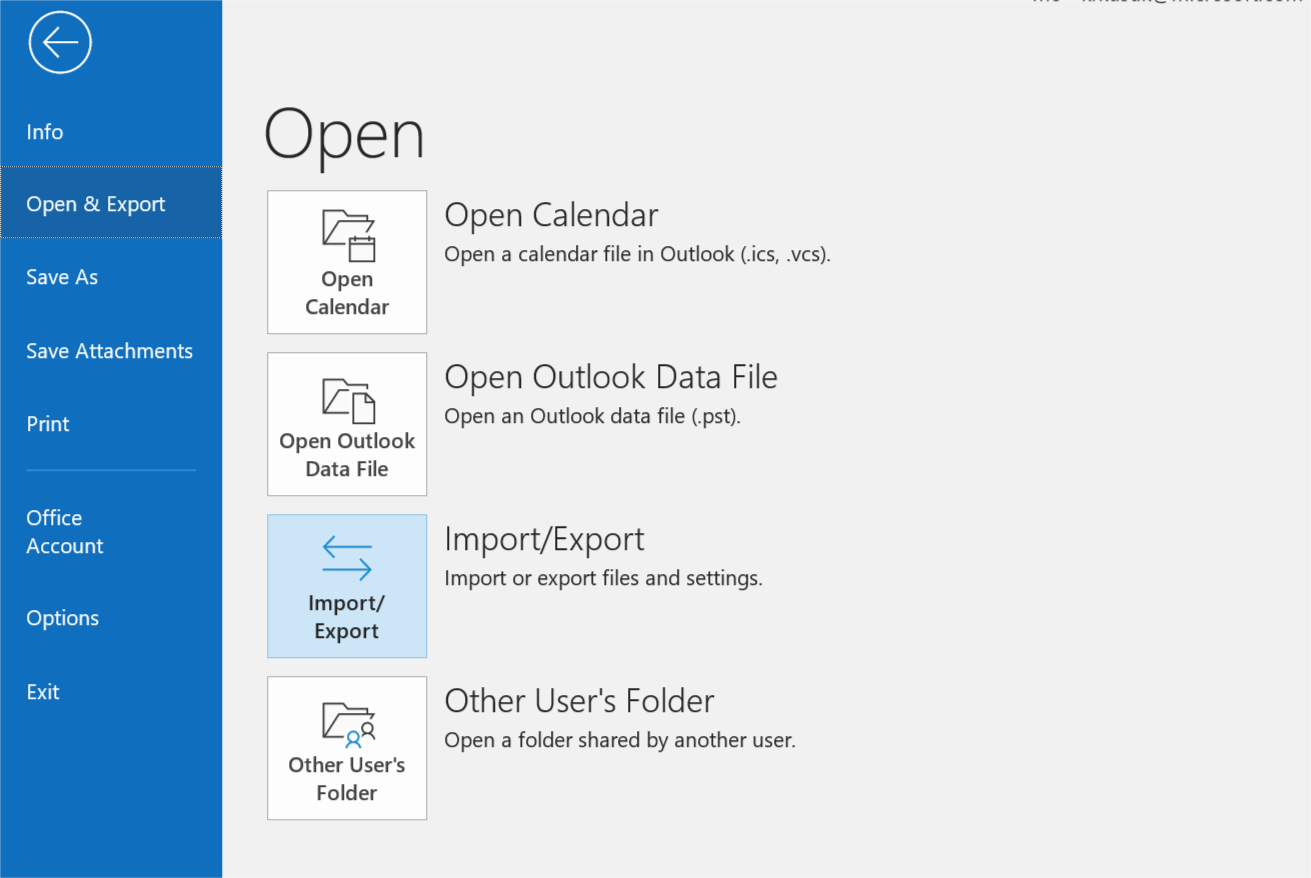 Info
Open & Export
Save As
Save Attachments
Print
Office
Account
Options
Exit
Open
Open
Calendar
Open Calendar
Open a calendar file in Outlook (.ics, .vcs).
Open Outlook
Data File
Open Outlook Data File
Open an Outlook data file (.pst).
Import/
Export
Import/Export
Import or export files and settings.
Other User's
Folder
Other User's Folder
Open a folder shared by another user.